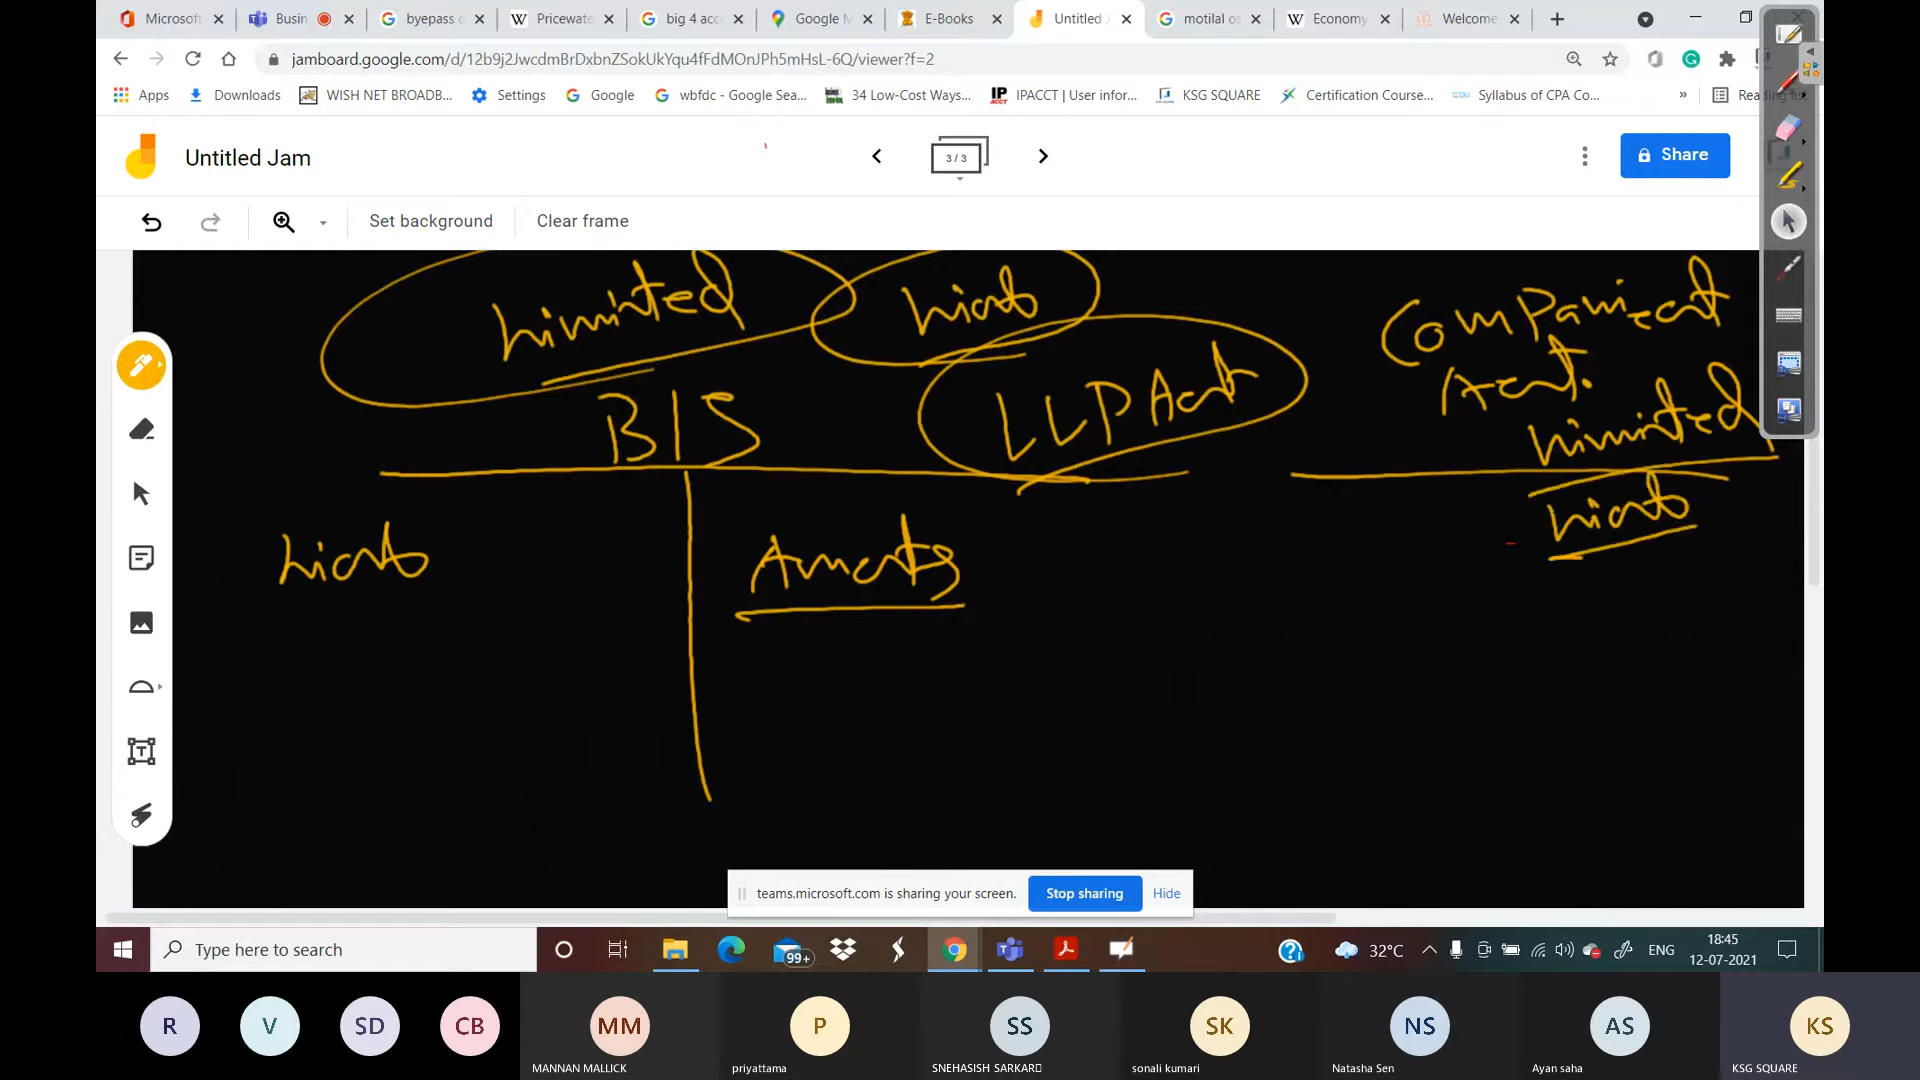 Microsoft
Busin
byepass
Pricewate
big 4 acc
Google M
E-Books
Untitled J
motilal os
Economy
Welcome
jamboard.google.com/d/12b9j2JwcdmBrDxbnZSokUkYqu4fFdMOnJPh5mHsL-6Q/viewer?f=2
Apps Downloads WISH NET BROADB... Settings Google wbfdc - Google Sea... 34 Low-Cost Ways... IPACCT | User infor... KSG SQUARE Certification Course... Syllabus of CPA Co... » Reading list
Untitled Jam
3 / 3
Share
Set background Clear frame
Limited Liab
Companies Act
Act.
B/S LLP Act
Limited
Liab
Liab Assets
teams.microsoft.com is sharing your screen. Stop sharing Hide
Type here to search
99+
32°C ENG 18:45
12-07-2021
R V SD CB MM P SS SK NS AS KS
MANNAN MALLICK priyattama SNEHASISH SARKAR sonali kumari Natasha Sen Ayan saha KSG SQUARE